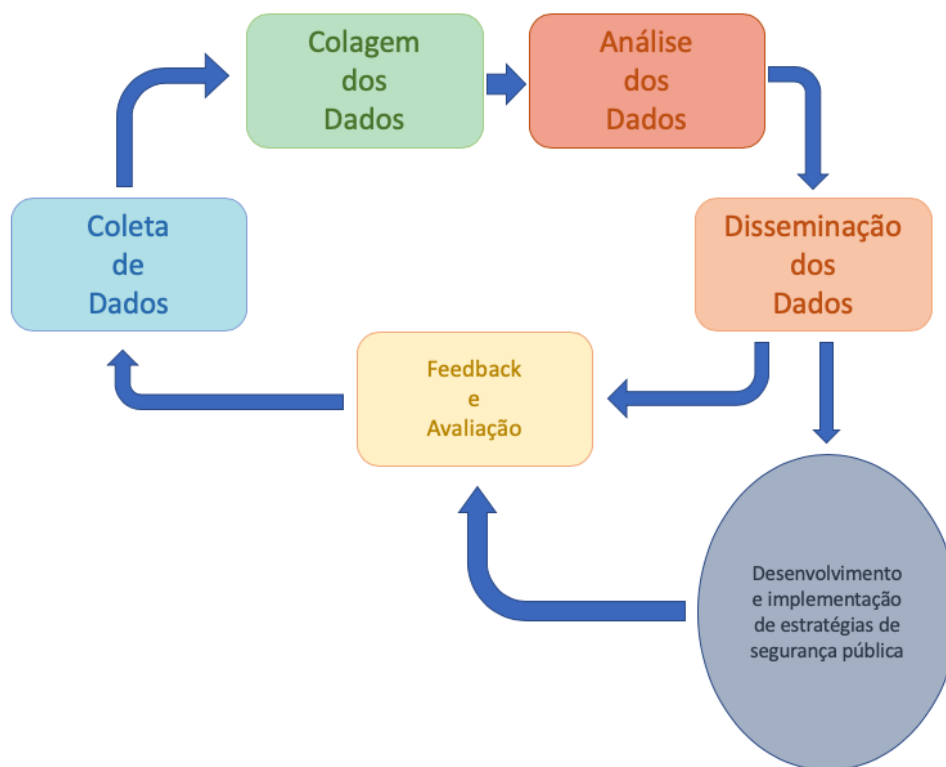 Colagem
dos
Dados
Análise
dos
Dados
Coleta
de
Dados
Disseminação
dos
Dados
Feedback
e
Avaliação
Desenvolvimento
e implementação
de estratégias de
segurança pública